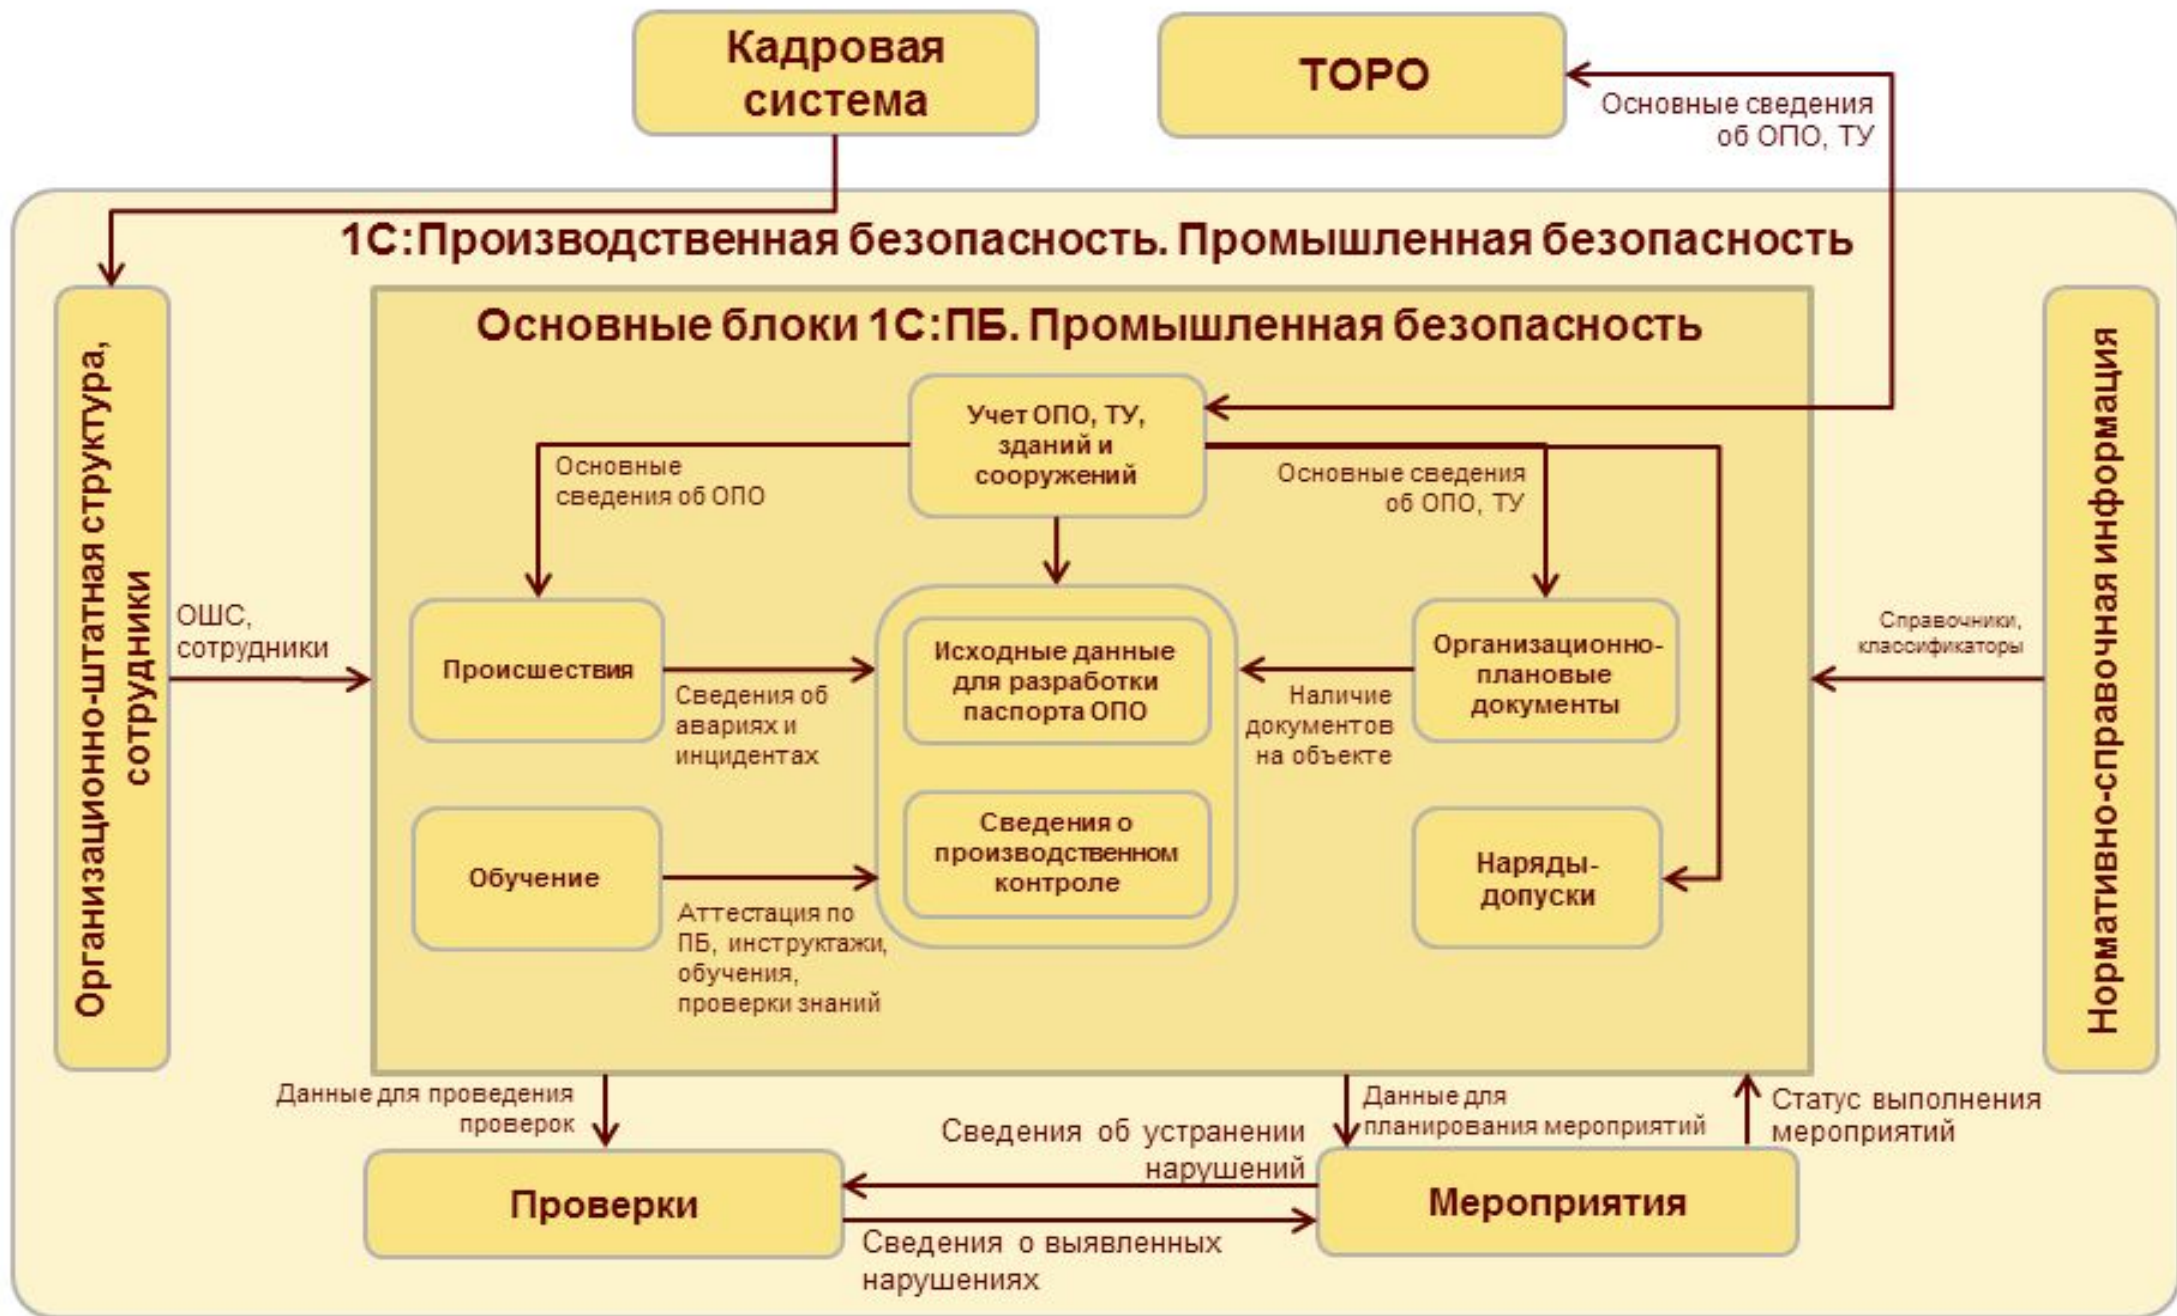 Кадровая
система
ТОРО
Основные сведения
об ОПО, ТУ
1С:Производственная безопасность. Промышленная безопасность
Организационно-штатная структура,
сотрудники
Основные блоки 1С:ПБ. Промышленная безопасность
Нормативно-справочная информация
Учет ОПО, ТУ,
зданий и
сооружений
Основные
сведения об ОПО
Основные сведения
об ОПО, ТУ
ОШС,
сотрудники
Происшествия
Сведения об
авариях и
инцидентах
Исходные данные
для разработки
паспорта ОПО
Наличие
документов
на объекте
Организационно-
плановые
документы
Справочники,
классификаторы
Обучение
Аттестация по
ПБ, инструктажи,
обучения,
проверки знаний
Сведения о
производственном
контроле
Наряды-
допуски
Данные для проведения
проверок
Данные для
планирования мероприятий
Статус выполнения
мероприятий
Сведения об устранении
нарушений
Проверки
Мероприятия
Сведения о выявленных
нарушениях